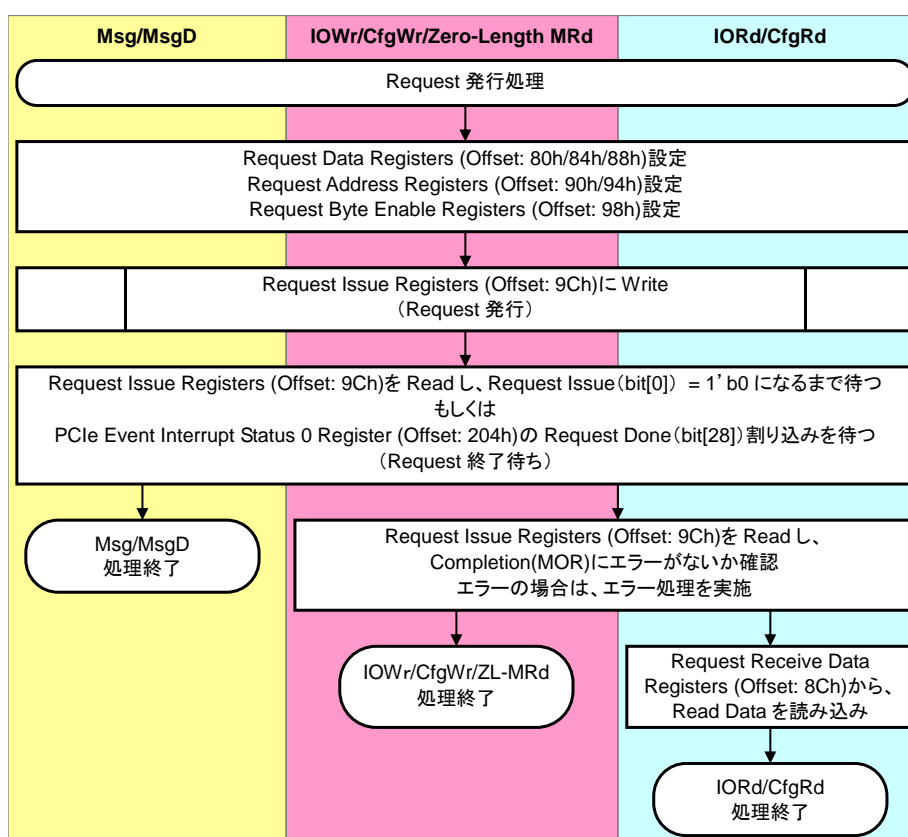 Msg/MsgD
IOWr/CfgWr/Zero-Length MRd
IORd/CfgRd
Request 発行処理
Request Data Registers (Offset: 80h/84h/88h)設定
Request Address Registers (Offset: 90h/94h)設定
Request Byte Enable Registers (Offset: 98h)設定
Request Issue Registers (Offset: 9Ch)に Write
（Request 発行）
Request Issue Registers (Offset: 9Ch)を Read し、Request Issue（bit[0]） = 1’b0 になるまで待つ
もしくは
PCIe Event Interrupt Status 0 Register (Offset: 204h)の Request Done（bit[28]）割り込みを待つ
（Request 終了待ち）
Msg/MsgD
処理終了
Request Issue Registers (Offset: 9Ch)を Read し、
Completion(MOR)にエラーがないか確認
エラーの場合は、エラー処理を実施
IOWr/CfgWr/ZL-MRd
処理終了
Request Receive Data
Registers (Offset: 8Ch)から、
Read Data を読み込み
IORd/CfgRd
処理終了